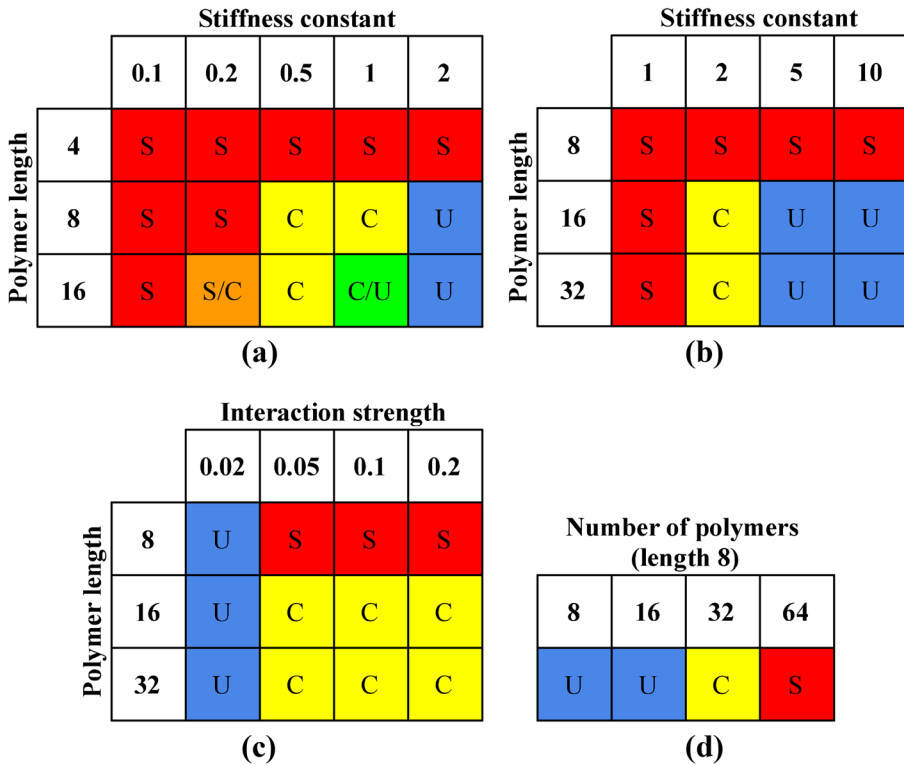 Stiffness constant
0.1 0.2 0.5 1 2
Polymer length
4 S S S S S
8 S S C C U
16 S S/C C C/U U
(a)
Stiffness constant
1 2 5 10
Polymer length
8 S S S S
16 S C U U
32 S C U U
(b)
Interaction strength
0.02 0.05 0.1 0.2
Polymer length
8 U S S S
16 U C C C
32 U C C C
(c)
Number of polymers
(length 8)
8 16 32 64
U U C S
(d)